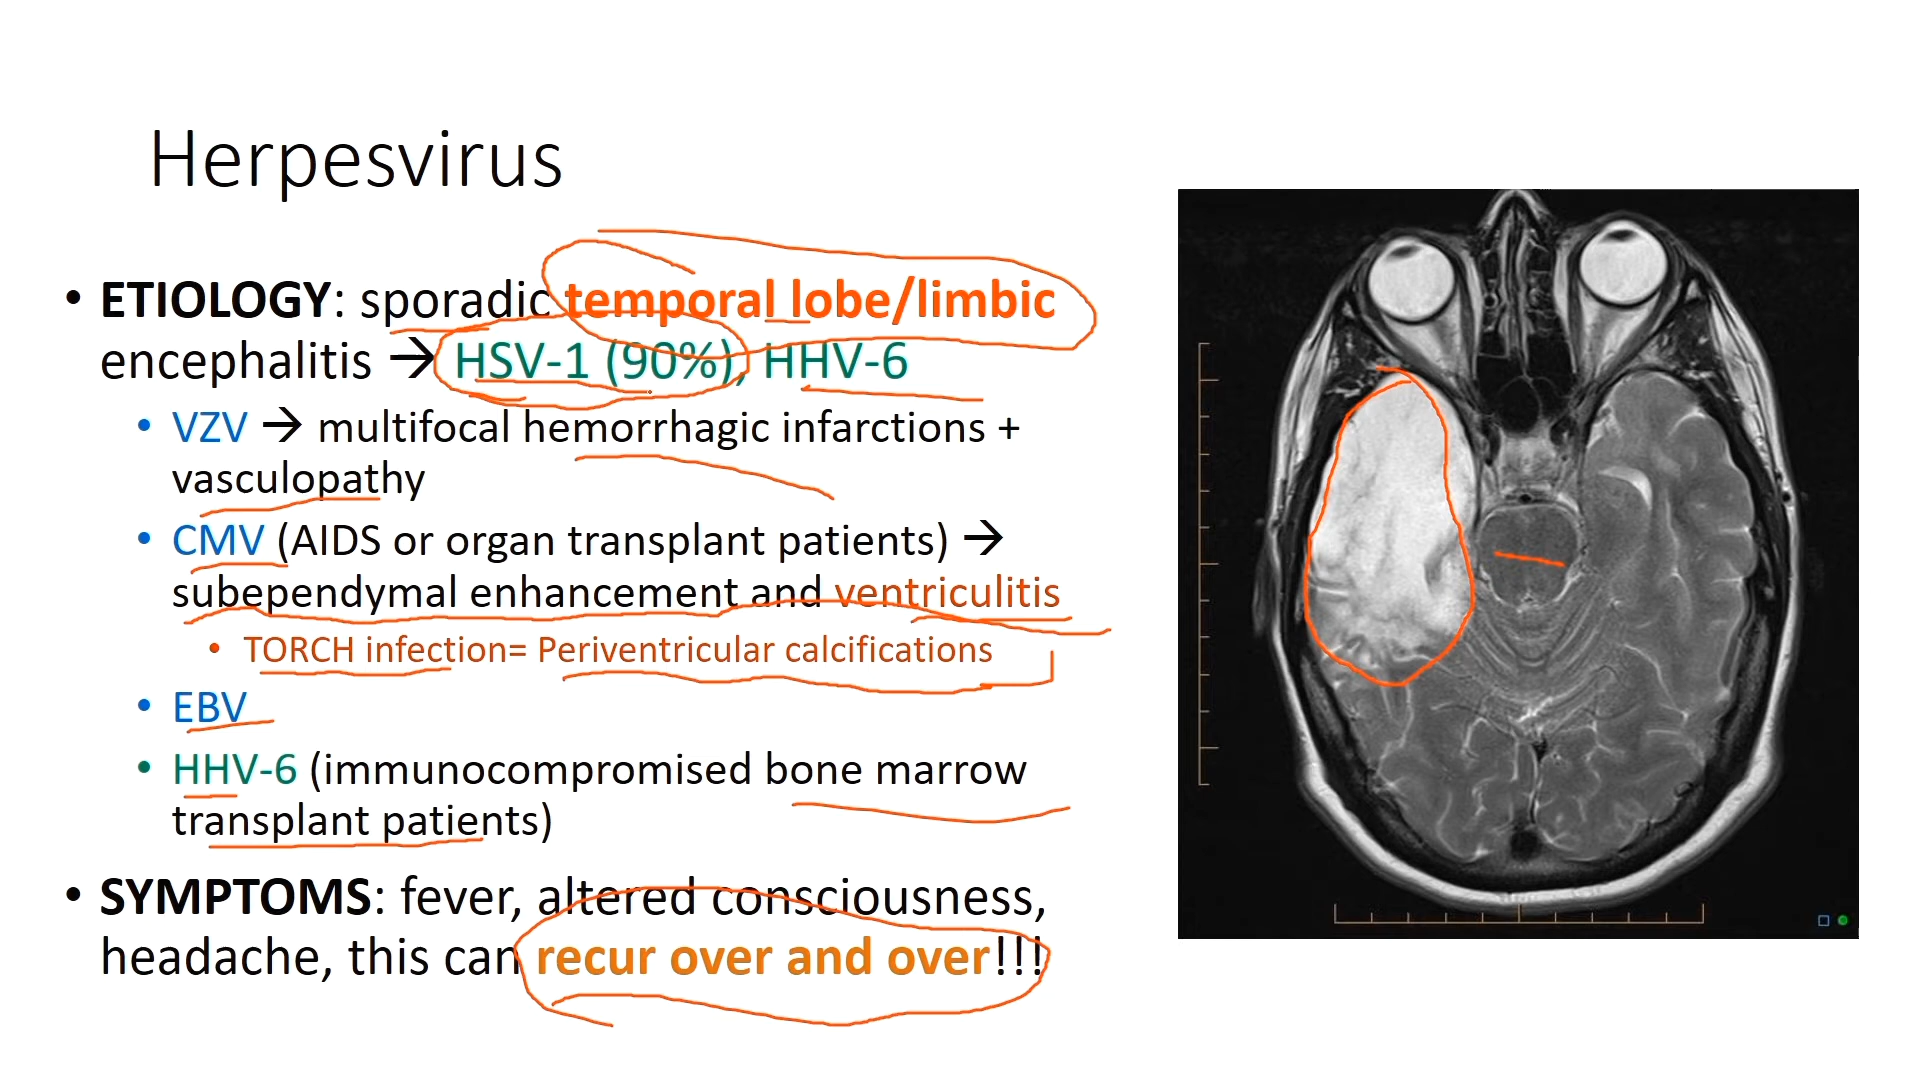 Herpesvirus
• ETIOLOGY: sporadic temporal lobe/limbic
encephalitis → HSV-1 (90%), HHV-6
• VZV → multifocal hemorrhagic infarctions +
vasculopathy
• CMV (AIDS or organ transplant patients) →
subependymal enhancement and ventriculitis
• TORCH infection= Periventricular calcifications
• EBV
• HHV-6 (immunocompromised bone marrow
transplant patients)
• SYMPTOMS: fever, altered consciousness,
headache, this can recur over and over!!!